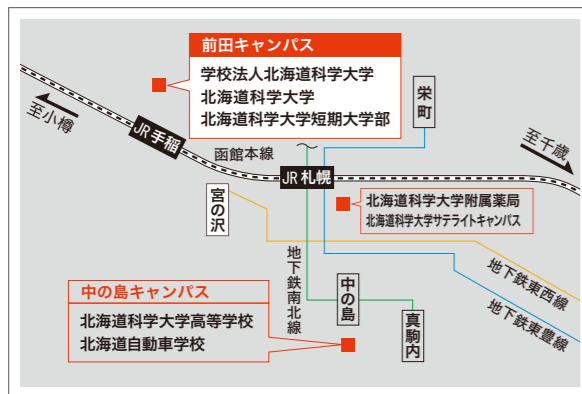 前田キャンパス
学校法人北海道科学大学
北海道科学大学
北海道科学大学短期大学部
栄町
至小樽
JR手稲
函館本線
至千歳
JR札幌
宮の沢
北海道科学大学附属薬局
北海道科学大学サテライトキャンパス
地下鉄南北線
地下鉄東西線
中の島キャンパス
北海道科学大学高等学校
北海道自動車学校
中の島
真駒内
地下鉄東豊線